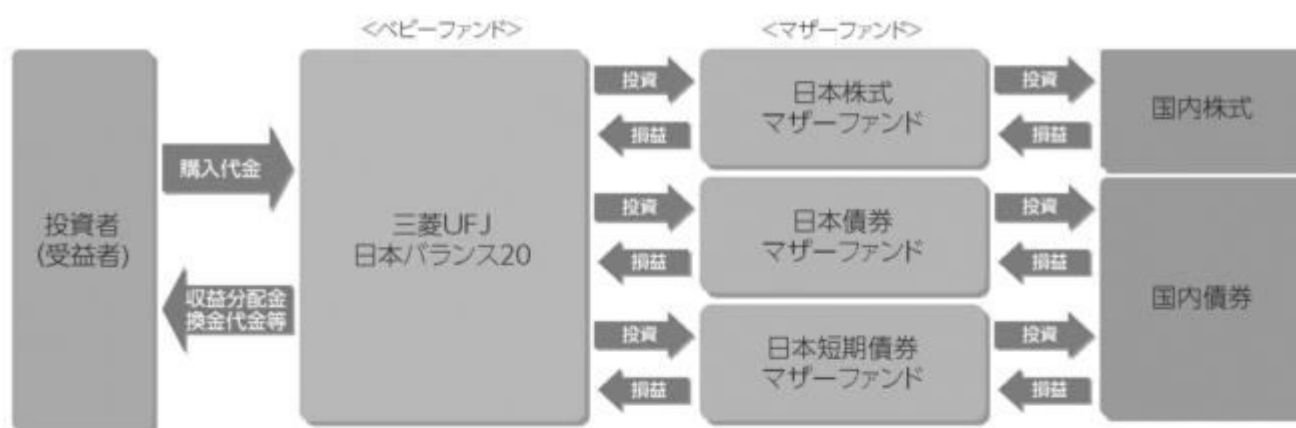 <ベビーファンド>
<マザーファンド>
投資者
(受益者)
購入代金
収益分配金
換金代金等
三菱UFJ
日本バランス20
投資
損益
日本株式
マザーファンド
投資
損益
国内株式
投資
損益
日本債券
マザーファンド
投資
損益
投資
損益
日本短期債券
マザーファンド
投資
損益
国内債券